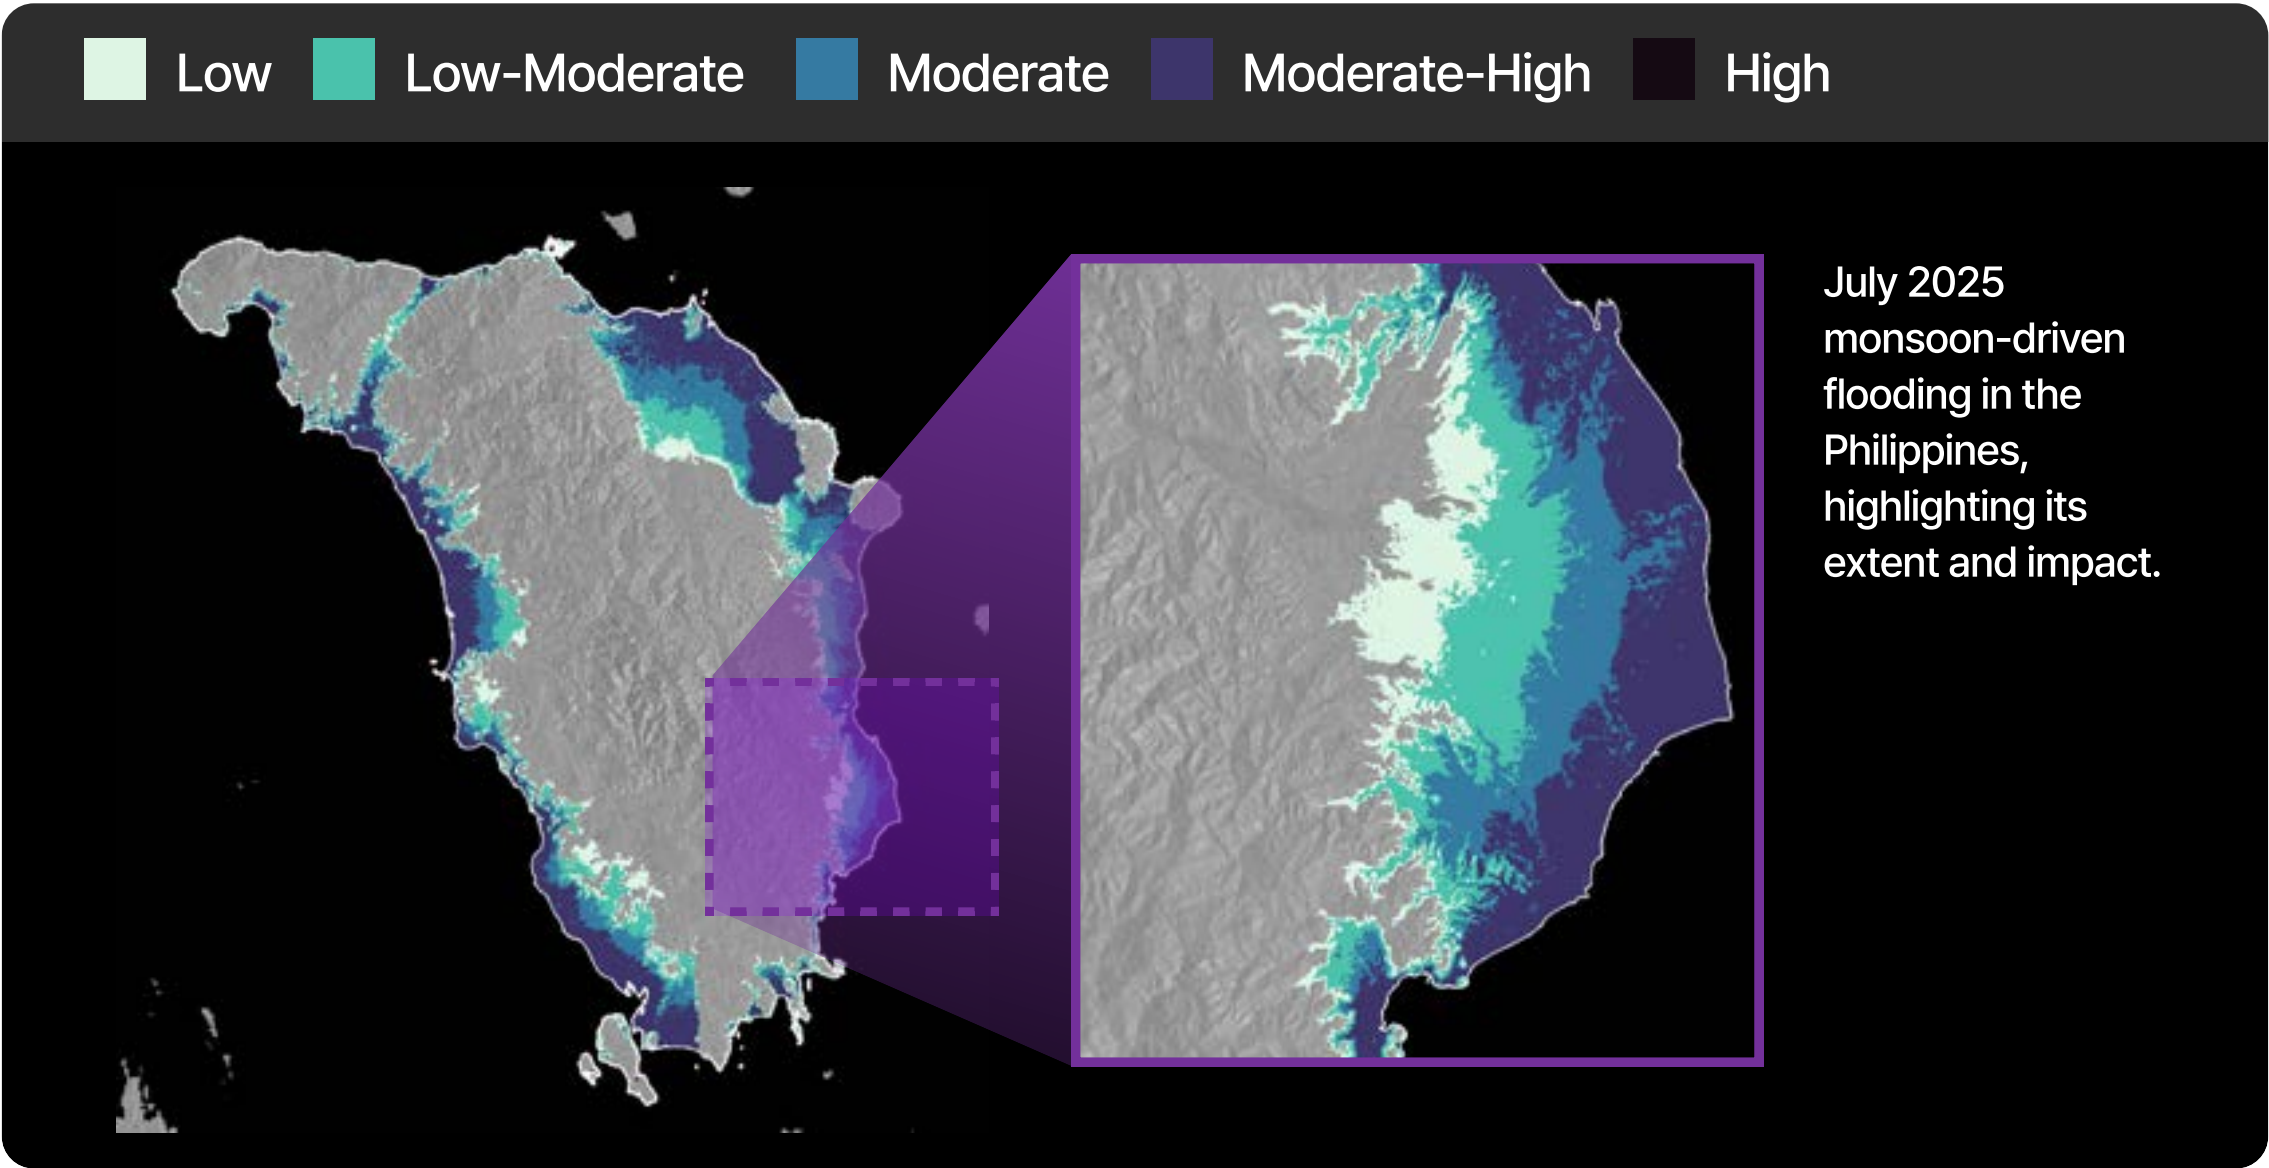 Low Low-Moderate Moderate Moderate-High High
July 2025
monsoon-driven
flooding in the
Philippines,
highlighting its
extent and impact.